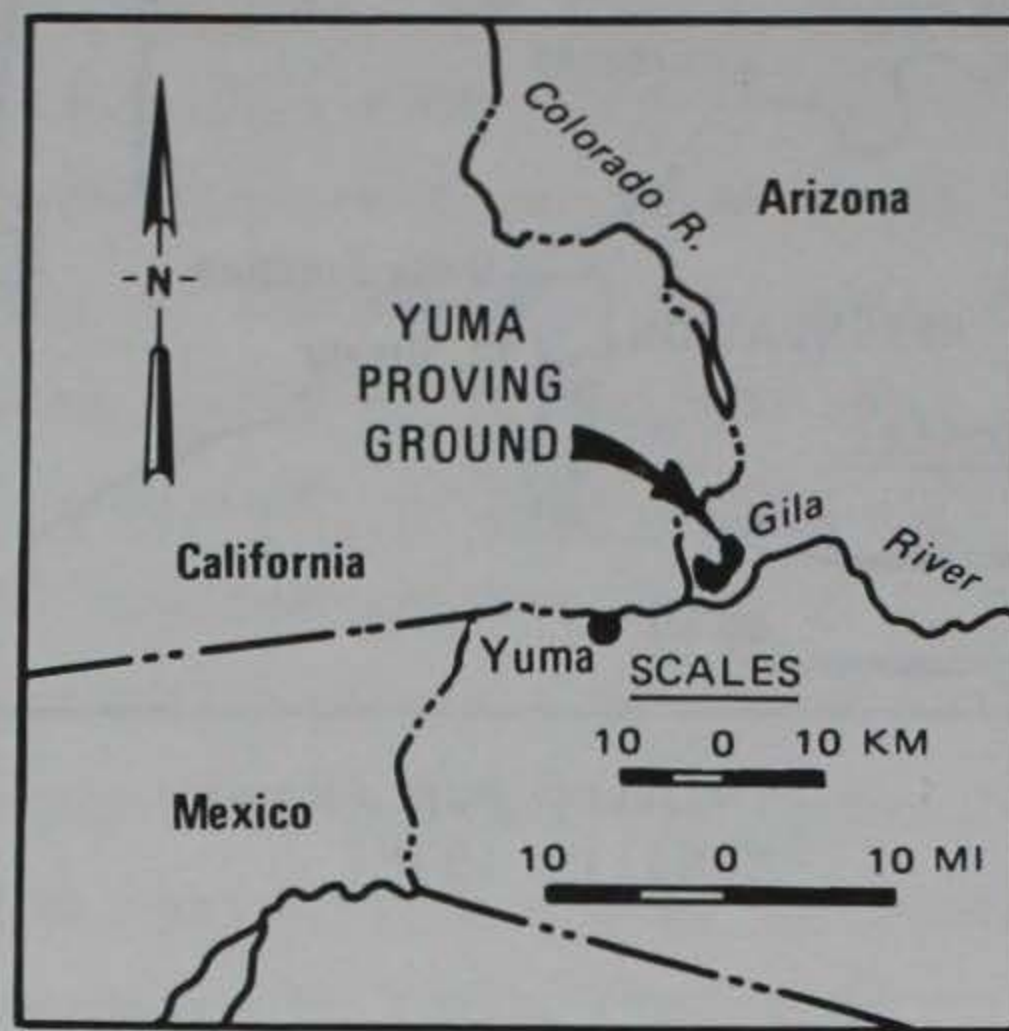 Colorado R.
Arizona
-N-
YUMA
PROVING
GROUND
Gila River
California
Yuma
SCALES
10 0 10 KM
Mexico
10 0 10 MI